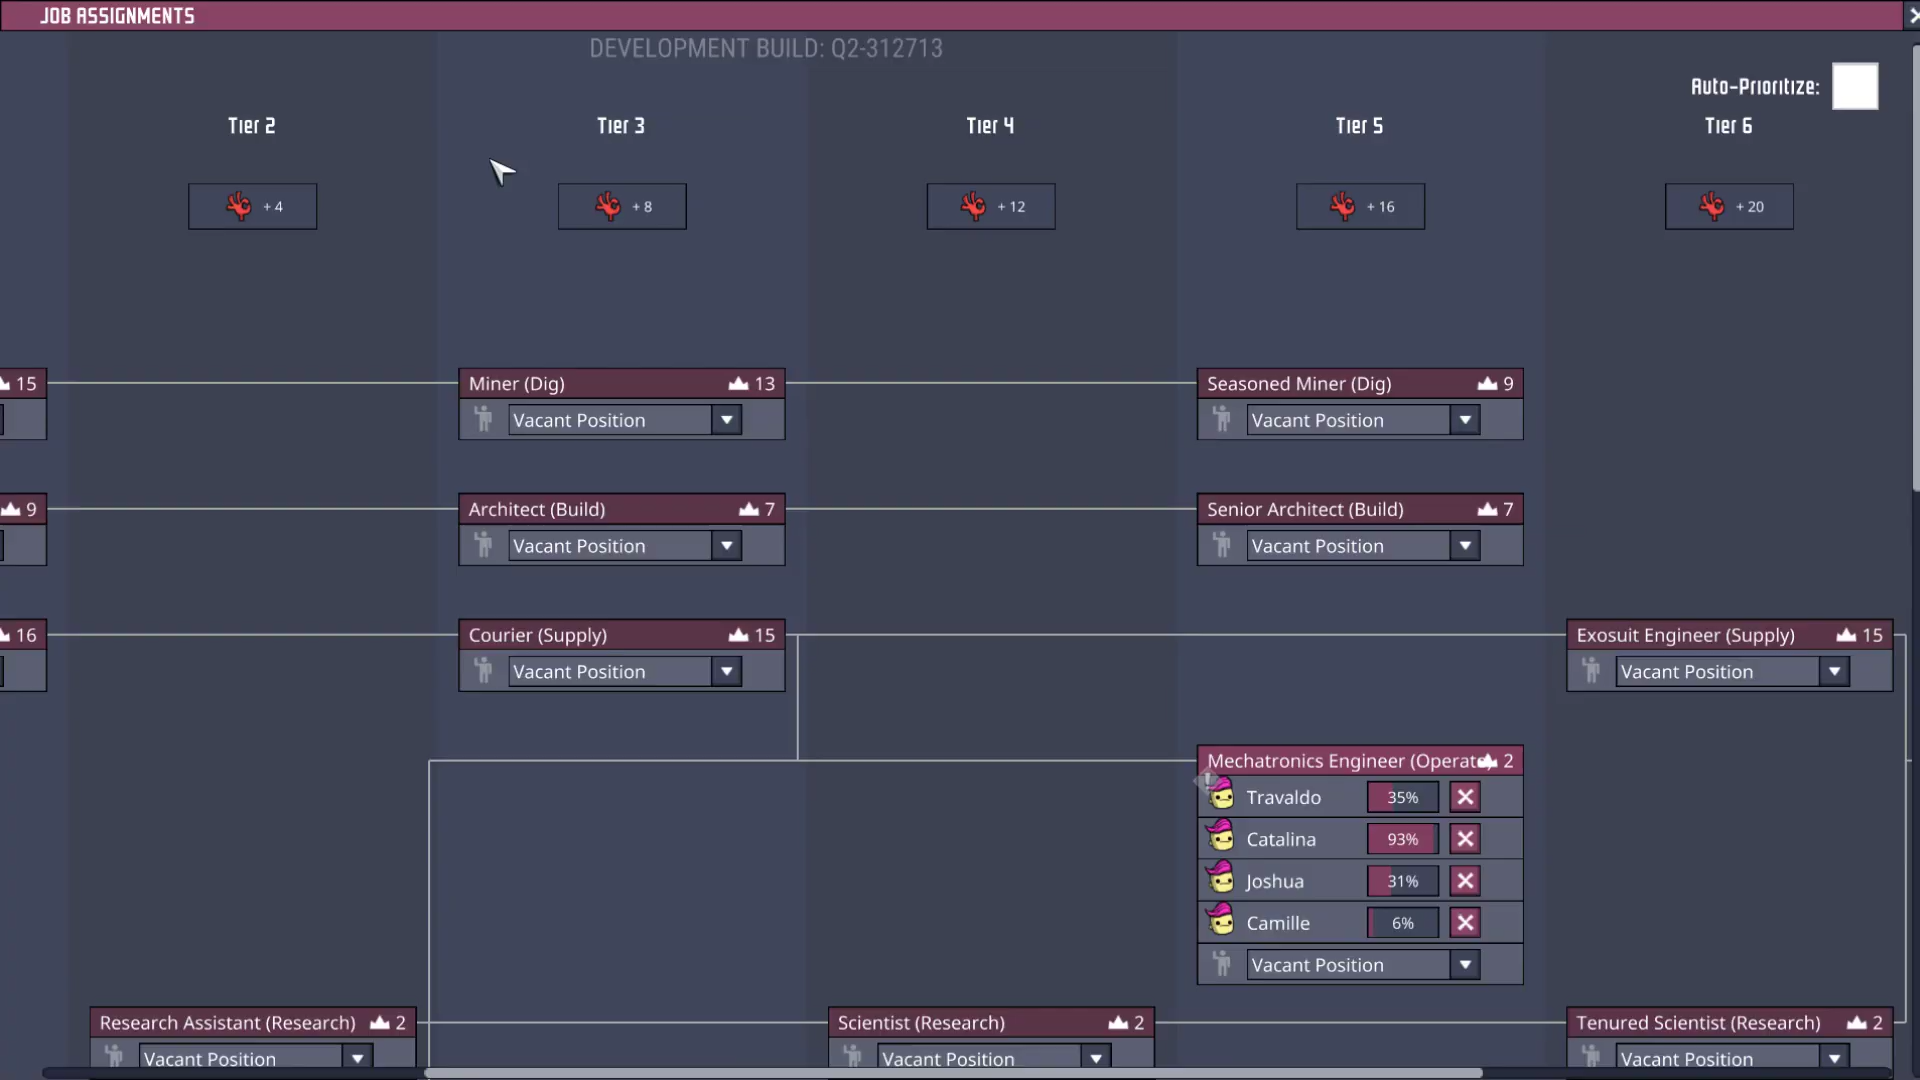 JOB ASSIGNMENTS
DEVELOPMENT BUILD: Q2-312713
Auto-Prioritize:
Tier 2
Tier 3
Tier 4
Tier 5
Tier 6
+ 4
+ 8
+ 12
+ 16
+ 20
15
Miner (Dig) 13
Vacant Position
Seasoned Miner (Dig) 9
Vacant Position
9
Architect (Build) 7
Vacant Position
Senior Architect (Build) 7
Vacant Position
16
Courier (Supply) 15
Vacant Position
Exosuit Engineer (Supply) 15
Vacant Position
Mechatronics Engineer (Operat 2
Travaldo 35%
Catalina 93%
Joshua 31%
Camille 6%
Vacant Position
Research Assistant (Research) 2
Vacant Position
Scientist (Research) 2
Vacant Position
Tenured Scientist (Research) 2
Vacant Position